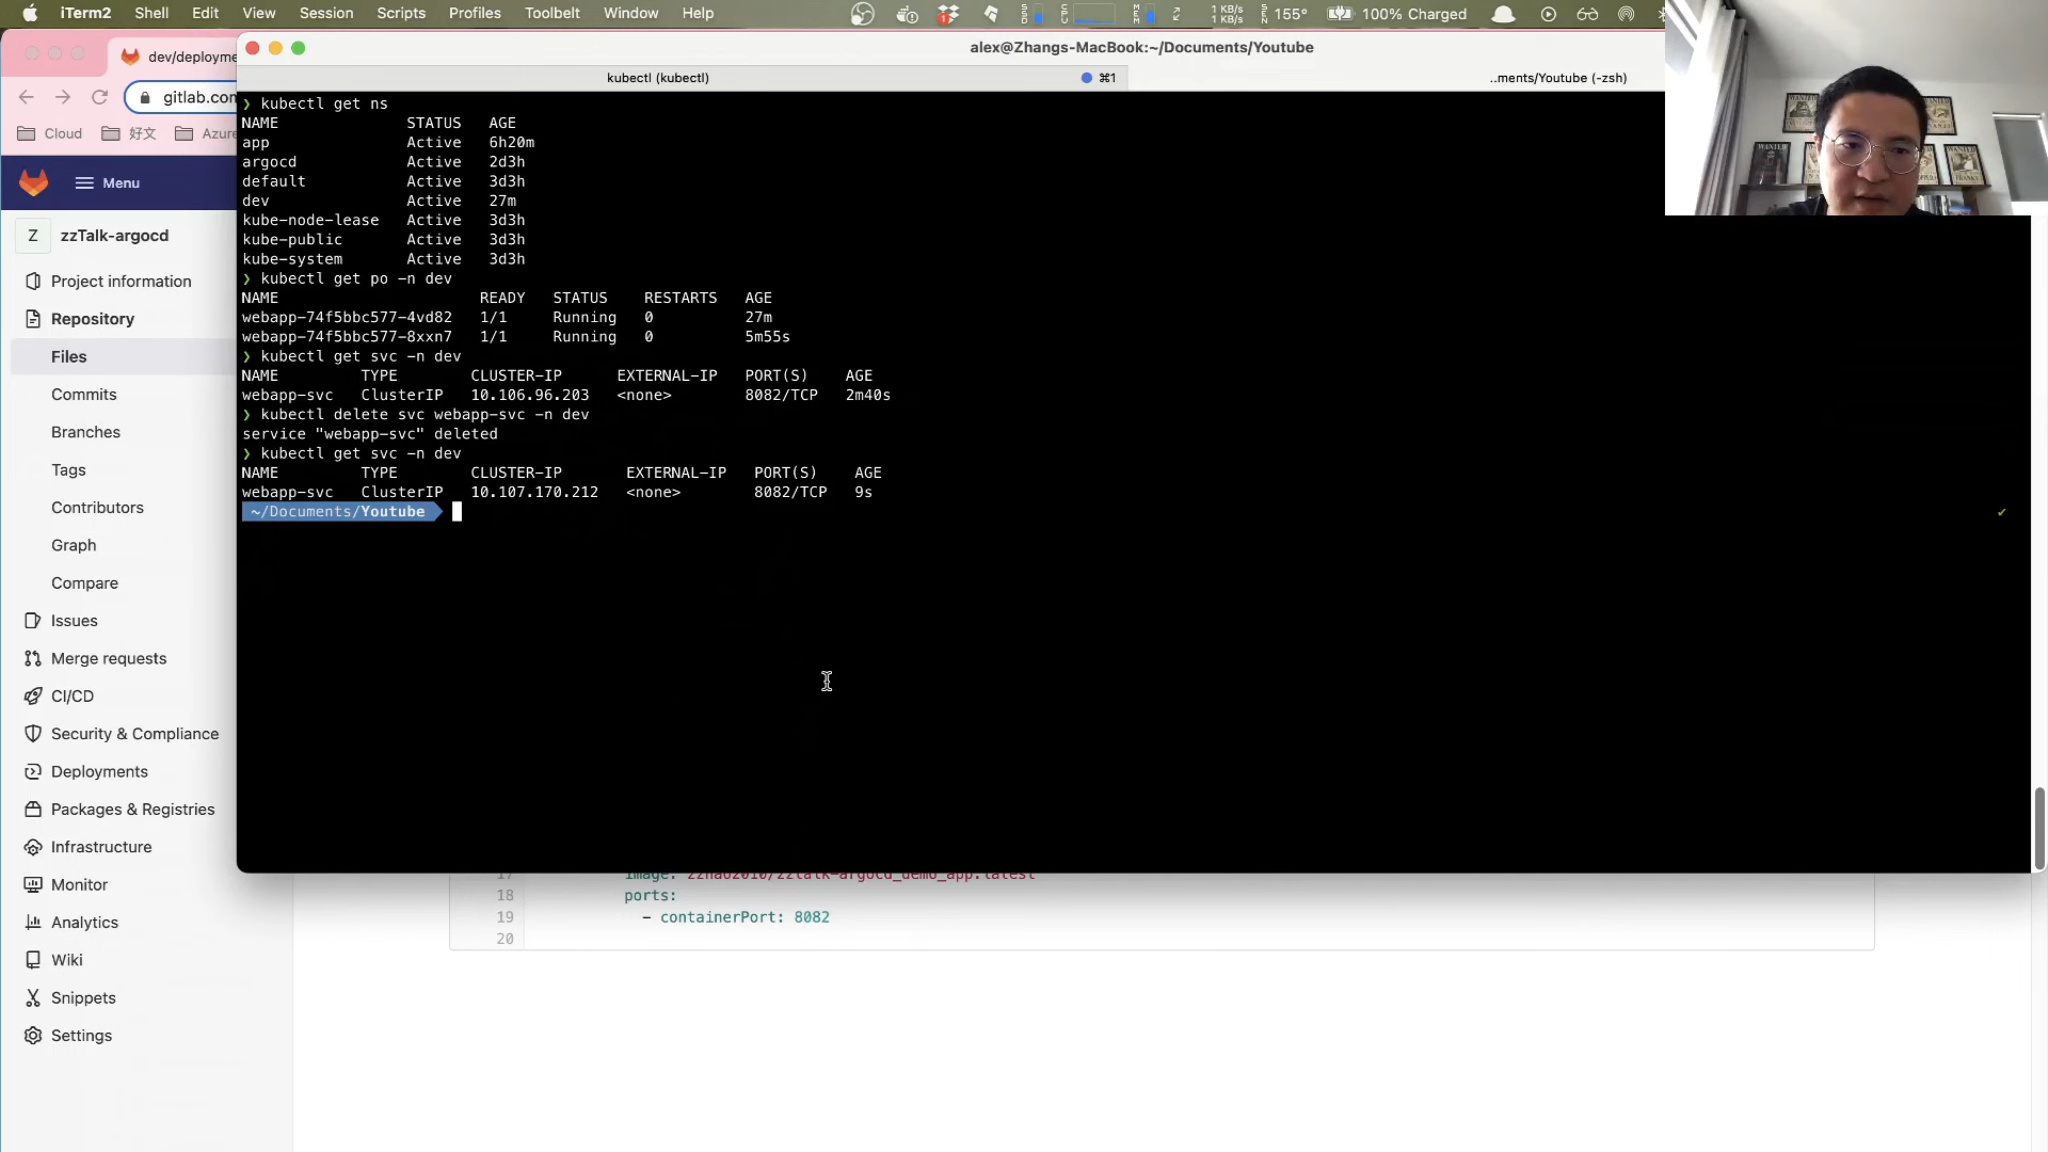 iTerm2 Shell Edit View Session Scripts Profiles Toolbelt Window Help 1 KB/s 1 KB/s 155° 100% Charged
alex@Zhangs-MacBook:~/Documents/Youtube
kubectl (kubectl) ⌘1 ..ments/Youtube (-zsh)
dev/deployme
gitlab.con
Cloud 好文 Azure
Menu
Z zzTalk-argocd
Project information
Repository
Files
Commits
Branches
Tags
Contributors
Graph
Compare
Issues
Merge requests
CI/CD
Security & Compliance
Deployments
Packages & Registries
Infrastructure
Monitor
Analytics
Wiki
Snippets
Settings
❯ kubectl get ns
NAME STATUS AGE
app Active 6h20m
argocd Active 2d3h
default Active 3d3h
dev Active 27m
kube-node-lease Active 3d3h
kube-public Active 3d3h
kube-system Active 3d3h
❯ kubectl get po -n dev
NAME READY STATUS RESTARTS AGE
webapp-74f5bbc577-4vd82 1/1 Running 0 27m
webapp-74f5bbc577-8xxn7 1/1 Running 0 5m55s
❯ kubectl get svc -n dev
NAME TYPE CLUSTER-IP EXTERNAL-IP PORT(S) AGE
webapp-svc ClusterIP 10.106.96.203 <none> 8082/TCP 2m40s
❯ kubectl delete svc webapp-svc -n dev
service "webapp-svc" deleted
❯ kubectl get svc -n dev
NAME TYPE CLUSTER-IP EXTERNAL-IP PORT(S) AGE
webapp-svc ClusterIP 10.107.170.212 <none> 8082/TCP 9s
~/Documents/Youtube
17 image:
18 ports:
19 - containerPort: 8082
20